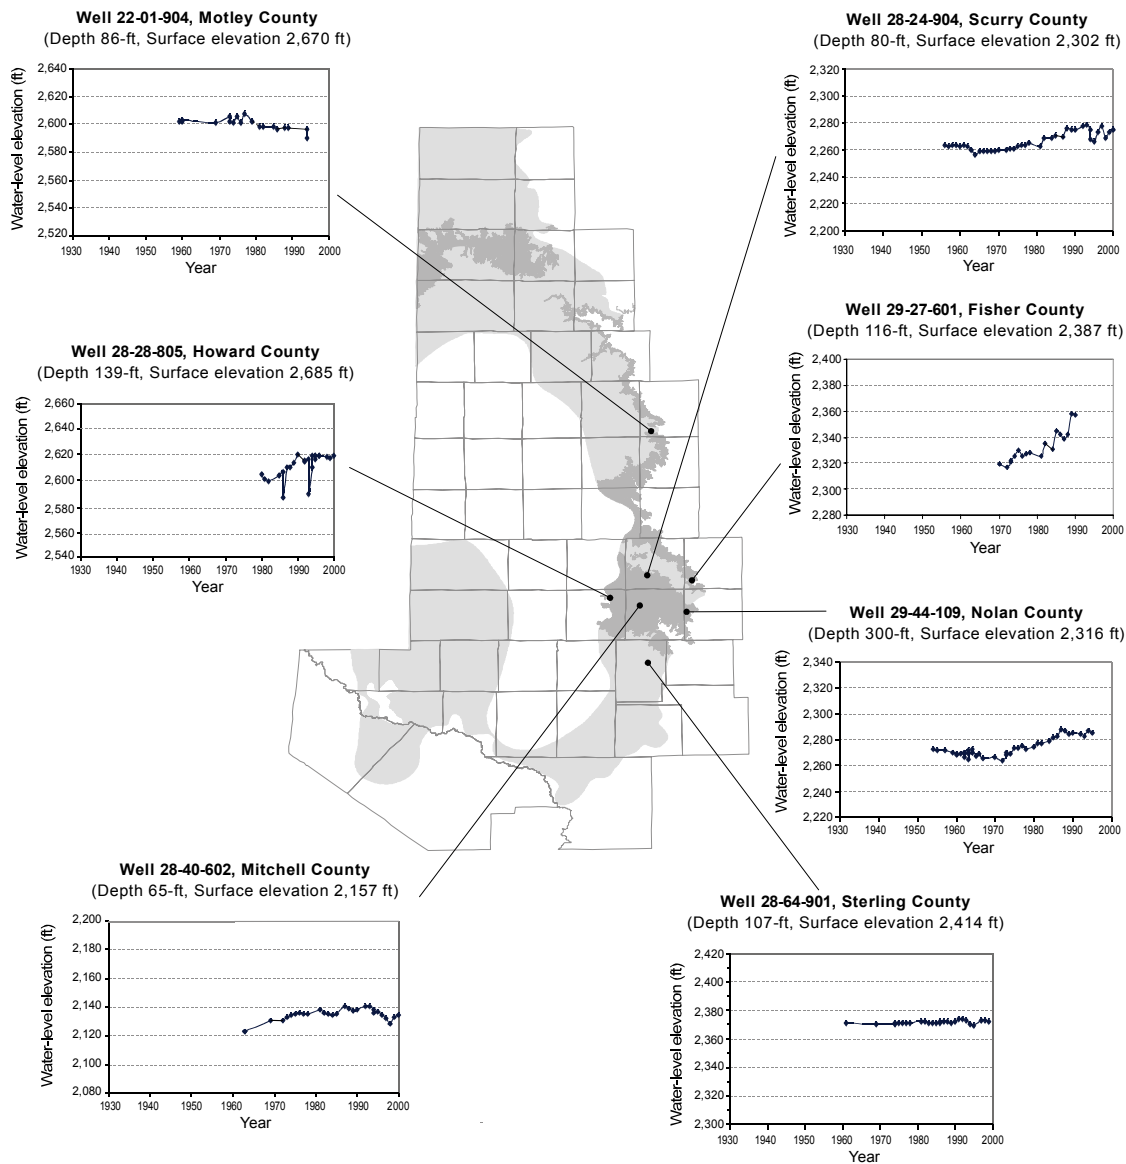 Well 22-01-904, Motley County
(Depth 86-ft, Surface elevation 2,670 ft)
Water-level elevation (ft)
2,640
2,620
2,600
2,580
2,560
2,540
2,520
1930 1940 1950 1960 1970 1980 1990 2000
Year
Well 28-24-904, Scurry County
(Depth 80-ft, Surface elevation 2,302 ft)
Water-level elevation (ft)
2,320
2,300
2,280
2,260
2,240
2,220
2,200
1930 1940 1950 1960 1970 1980 1990 2000
Year
Well 28-28-805, Howard County
(Depth 139-ft, Surface elevation 2,685 ft)
Water-level elevation (ft)
2,660
2,640
2,620
2,600
2,580
2,560
2,540
1930 1940 1950 1960 1970 1980 1990 2000
Year
Well 29-27-601, Fisher County
(Depth 116-ft, Surface elevation 2,387 ft)
Water-level elevation (ft)
2,400
2,380
2,360
2,340
2,320
2,300
2,280
1930 1940 1950 1960 1970 1980 1990 2000
Year
Well 29-44-109, Nolan County
(Depth 300-ft, Surface elevation 2,316 ft)
Water-level elevation (ft)
2,340
2,320
2,300
2,280
2,260
2,240
2,220
1930 1940 1950 1960 1970 1980 1990 2000
Year
Well 28-40-602, Mitchell County
(Depth 65-ft, Surface elevation 2,157 ft)
Water-level elevation (ft)
2,200
2,180
2,160
2,140
2,120
2,100
2,080
1930 1940 1950 1960 1970 1980 1990 2000
Year
Well 28-64-901, Sterling County
(Depth 107-ft, Surface elevation 2,414 ft)
Water-level elevation (ft)
2,420
2,400
2,380
2,360
2,340
2,320
2,300
1930 1940 1950 1960 1970 1980 1990 2000
Year